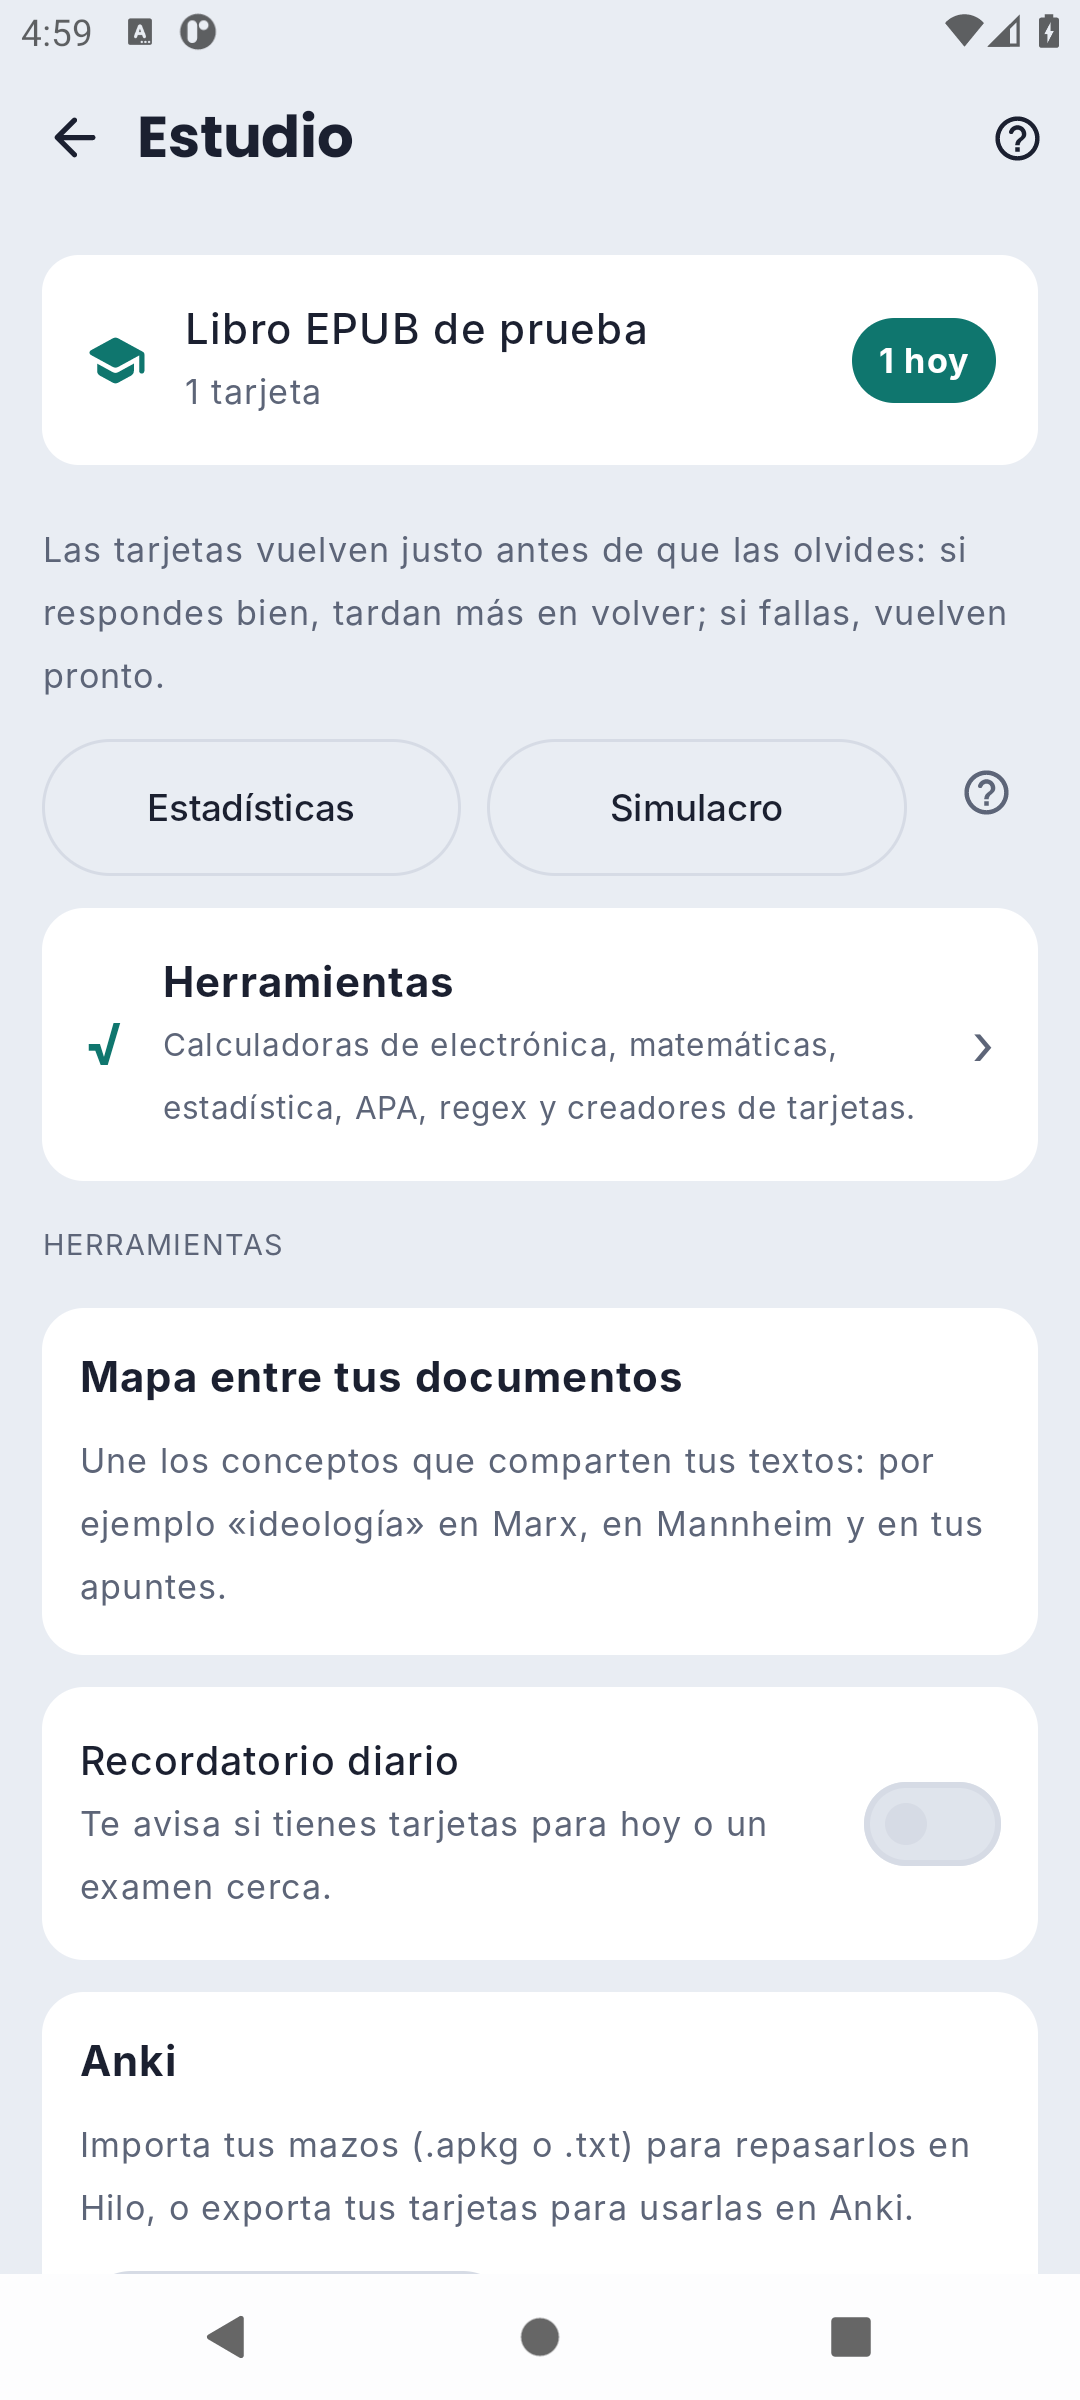 4:59
Estudio
Libro EPUB de prueba
1 tarjeta
1 hoy
Las tarjetas vuelven justo antes de que las olvides: si
respondes bien, tardan más en volver; si fallas, vuelven
pronto.
Estadísticas
Simulacro
Herramientas
Calculadoras de electrónica, matemáticas,
estadística, APA, regex y creadores de tarjetas.
HERRAMIENTAS
Mapa entre tus documentos
Une los conceptos que comparten tus textos: por
ejemplo «ideología» en Marx, en Mannheim y en tus
apuntes.
Recordatorio diario
Te avisa si tienes tarjetas para hoy o un
examen cerca.
Anki
Importa tus mazos (.apkg o .txt) para repasarlos en
Hilo, o exporta tus tarjetas para usarlas en Anki.